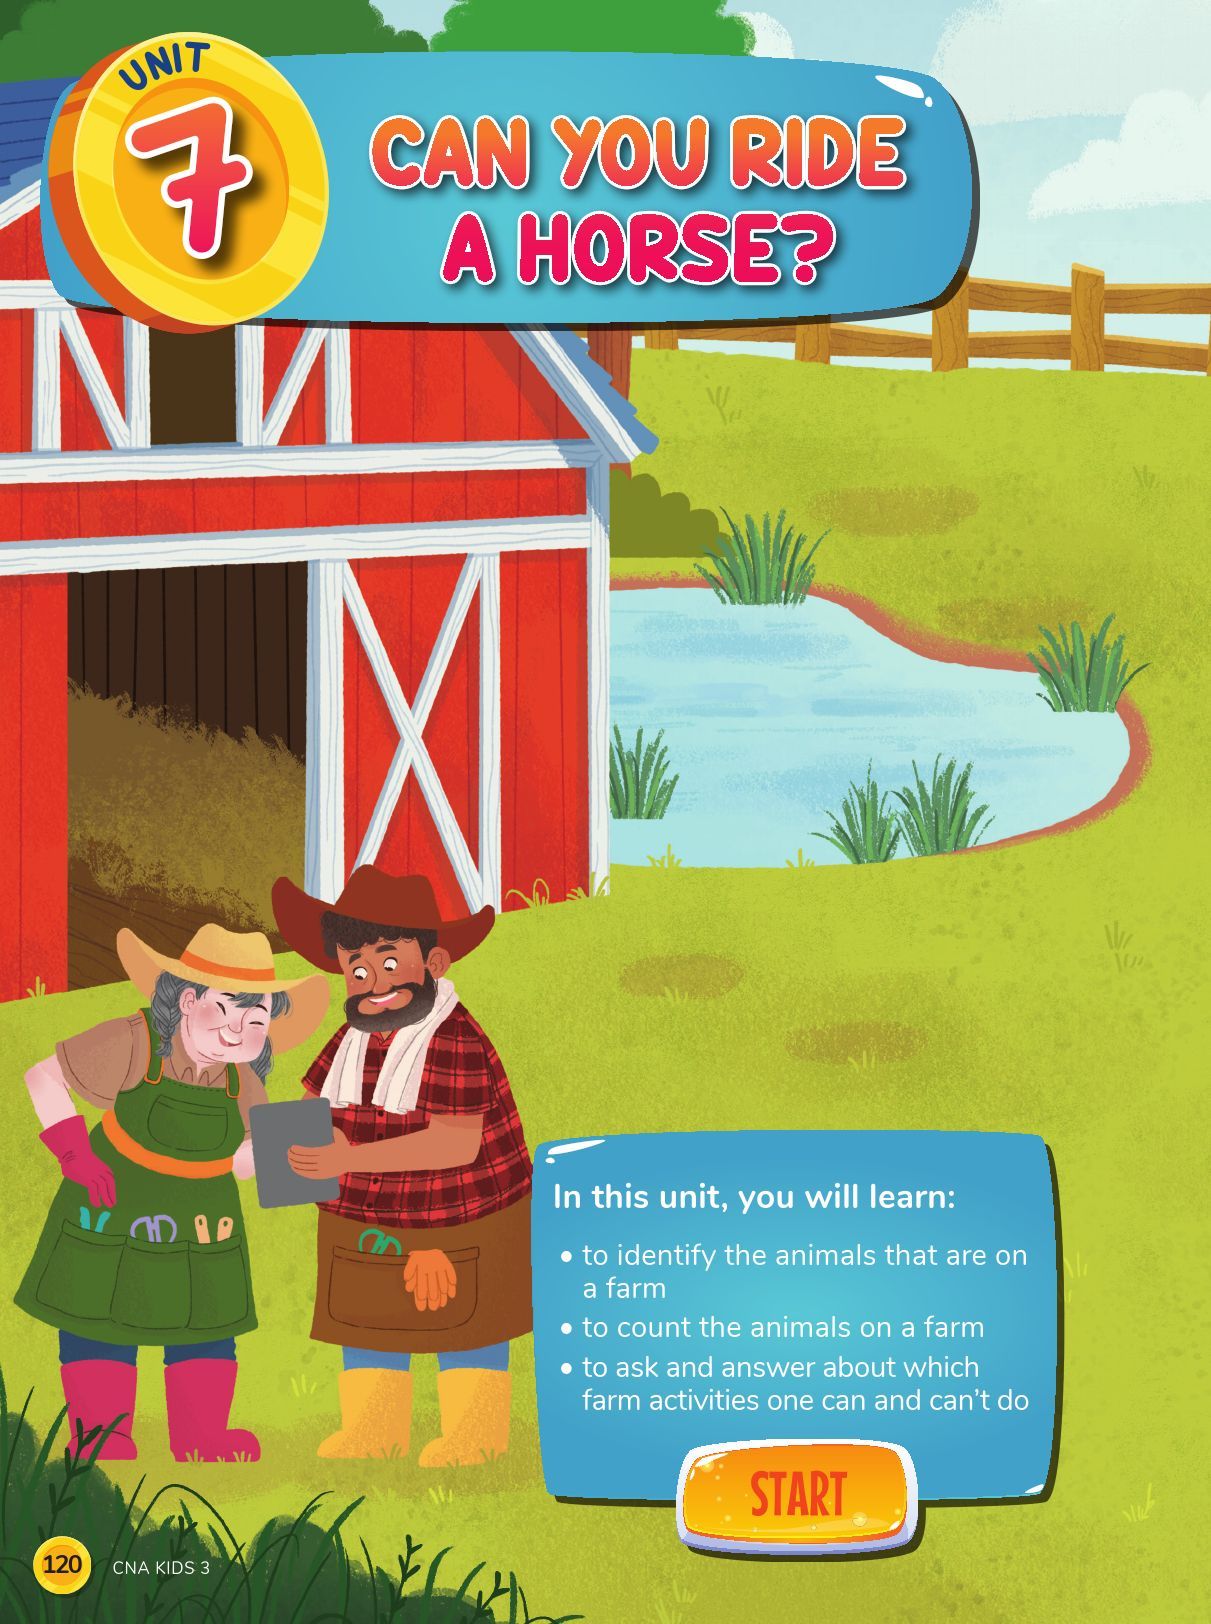 UNIT
7
CAN YOU RIDE
A HORSE?
In this unit, you will learn:
• to identify the animals that are on
a farm
• to count the animals on a farm
• to ask and answer about which
farm activities one can and can't do
START
120
CNA KIDS 3